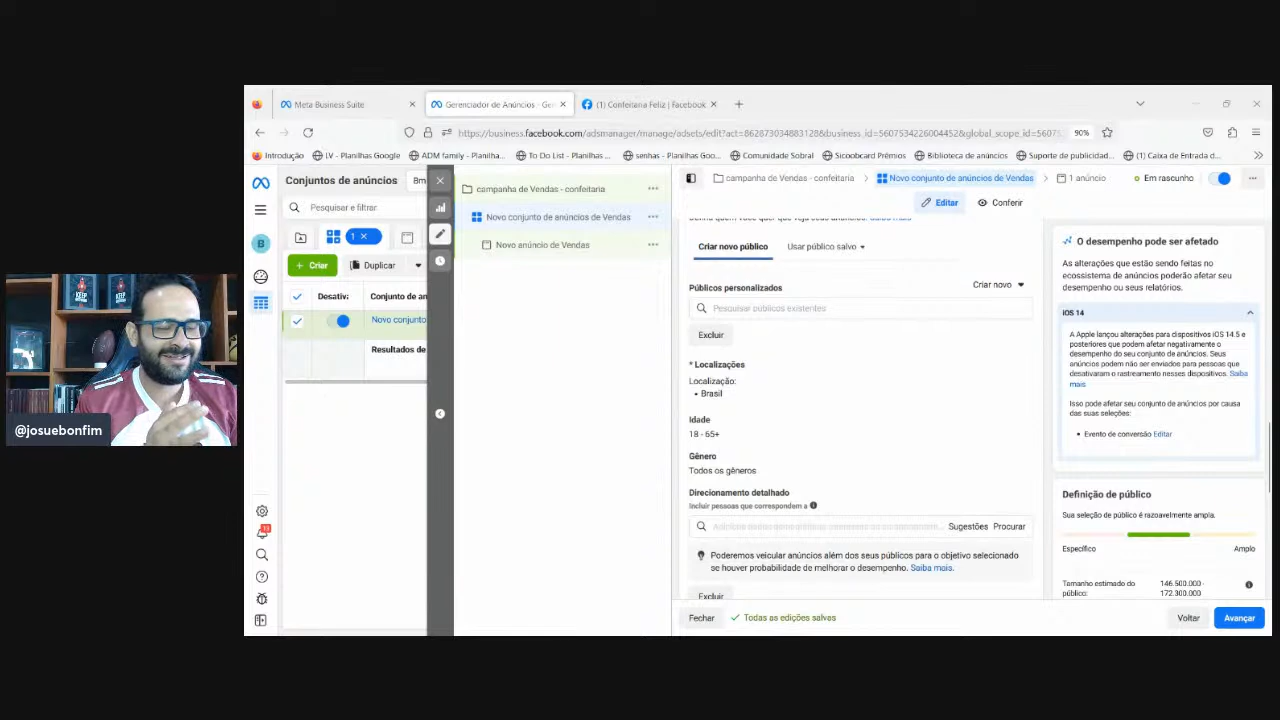 @josuebonfim
Meta Business Suite
Gerenciador de Anúncios - Ger
(1) Confeitaria Feliz | Facebook
90%
Introdução
LV - Planilhas Google
ADM family - Planilha...
To Do List - Planilhas ...
senhas - Planilhas Goo...
Comunidade Sobral
Sicoobcard Prêmios
Biblioteca de anúncios
Suporte de publicidad...
(1) Caixa de Entrada d...
Conjuntos de anúncios
Pesquisar e filtrar
1
Criar
Duplicar
Desativ:
Conjunto de an
Novo conjunto
Resultados de
B
campanha de Vendas - confeitaria
Novo conjunto de anúncios de Vendas
Novo anúncio de Vendas
campanha de Vendas - confeitaria
Novo conjunto de anúncios de Vendas
1 anúncio
Em rascunho
Editar
Conferir
Criar novo público
Usar público salvo
Públicos personalizados
Criar novo
Pesquisar públicos existentes
Excluir
* Localizações
Localização:
• Brasil
Idade
18 - 65+
Gênero
Todos os gêneros
Direcionamento detalhado
Incluir pessoas que correspondem a
Sugestões
Procurar
Poderemos veicular anúncios além dos seus públicos para o objetivo selecionado
se houver probabilidade de melhorar o desempenho. Saiba mais.
Excluir
O desempenho pode ser afetado
As alterações que estão sendo feitas no
ecossistema de anúncios poderão afetar seu
desempenho ou seus relatórios.
iOS 14
A Apple lançou alterações para dispositivos iOS 14.5 e
posteriores que podem afetar negativamente o
desempenho do seu conjunto de anúncios. Seus
anúncios podem não ser enviados para pessoas que
desativaram o rastreamento nesses dispositivos. Saiba
mais.
Isso pode afetar seu conjunto de anúncios por causa
das suas seleções:
• Evento de conversão Editar
Definição de público
Sua seleção de público é razoavelmente ampla.
Específico
Amplo
Tamanho estimado do
público:
146.500.000 -
172.300.000
Fechar
Todas as edições salvas
Voltar
Avançar